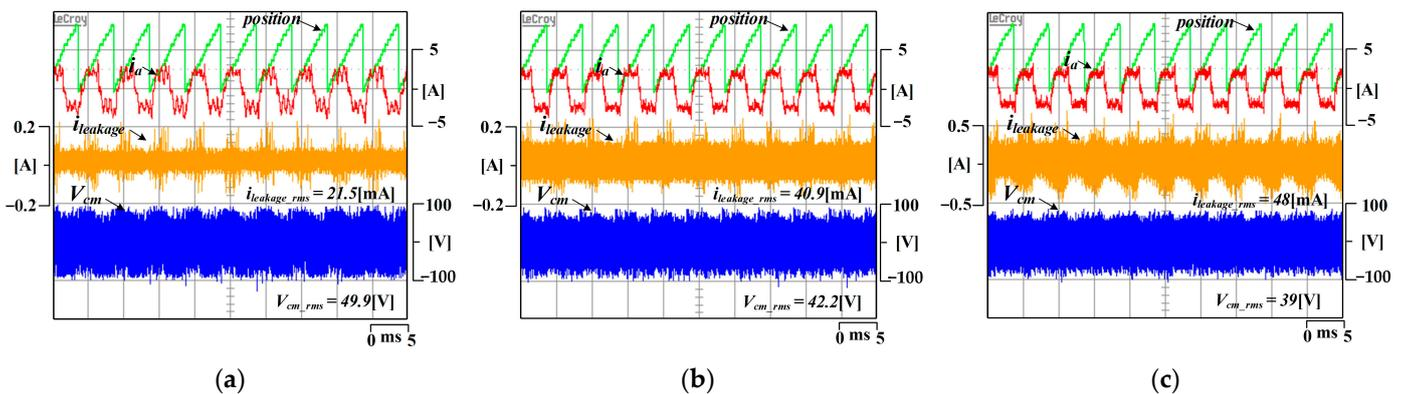 LeCroy
position
5
i_a
[A]
−5
0.2
i_leakage
[A]
−0.2
i_leakage_rms = 21.5[mA]
V_cm
100
[V]
−100
V_cm_rms = 49.9[V]
0 ms 5
(a)
LeCroy
position
5
i_a
[A]
−5
0.2
i_leakage
[A]
−0.2
i_leakage_rms = 40.9[mA]
V_cm
100
[V]
−100
V_cm_rms = 42.2[V]
0 ms 5
(b)
LeCroy
position
5
i_a
[A]
−5
0.5
i_leakage
[A]
−0.5
i_leakage_rms = 48[mA]
V_cm
100
[V]
−100
V_cm_rms = 39[V]
0 ms 5
(c)